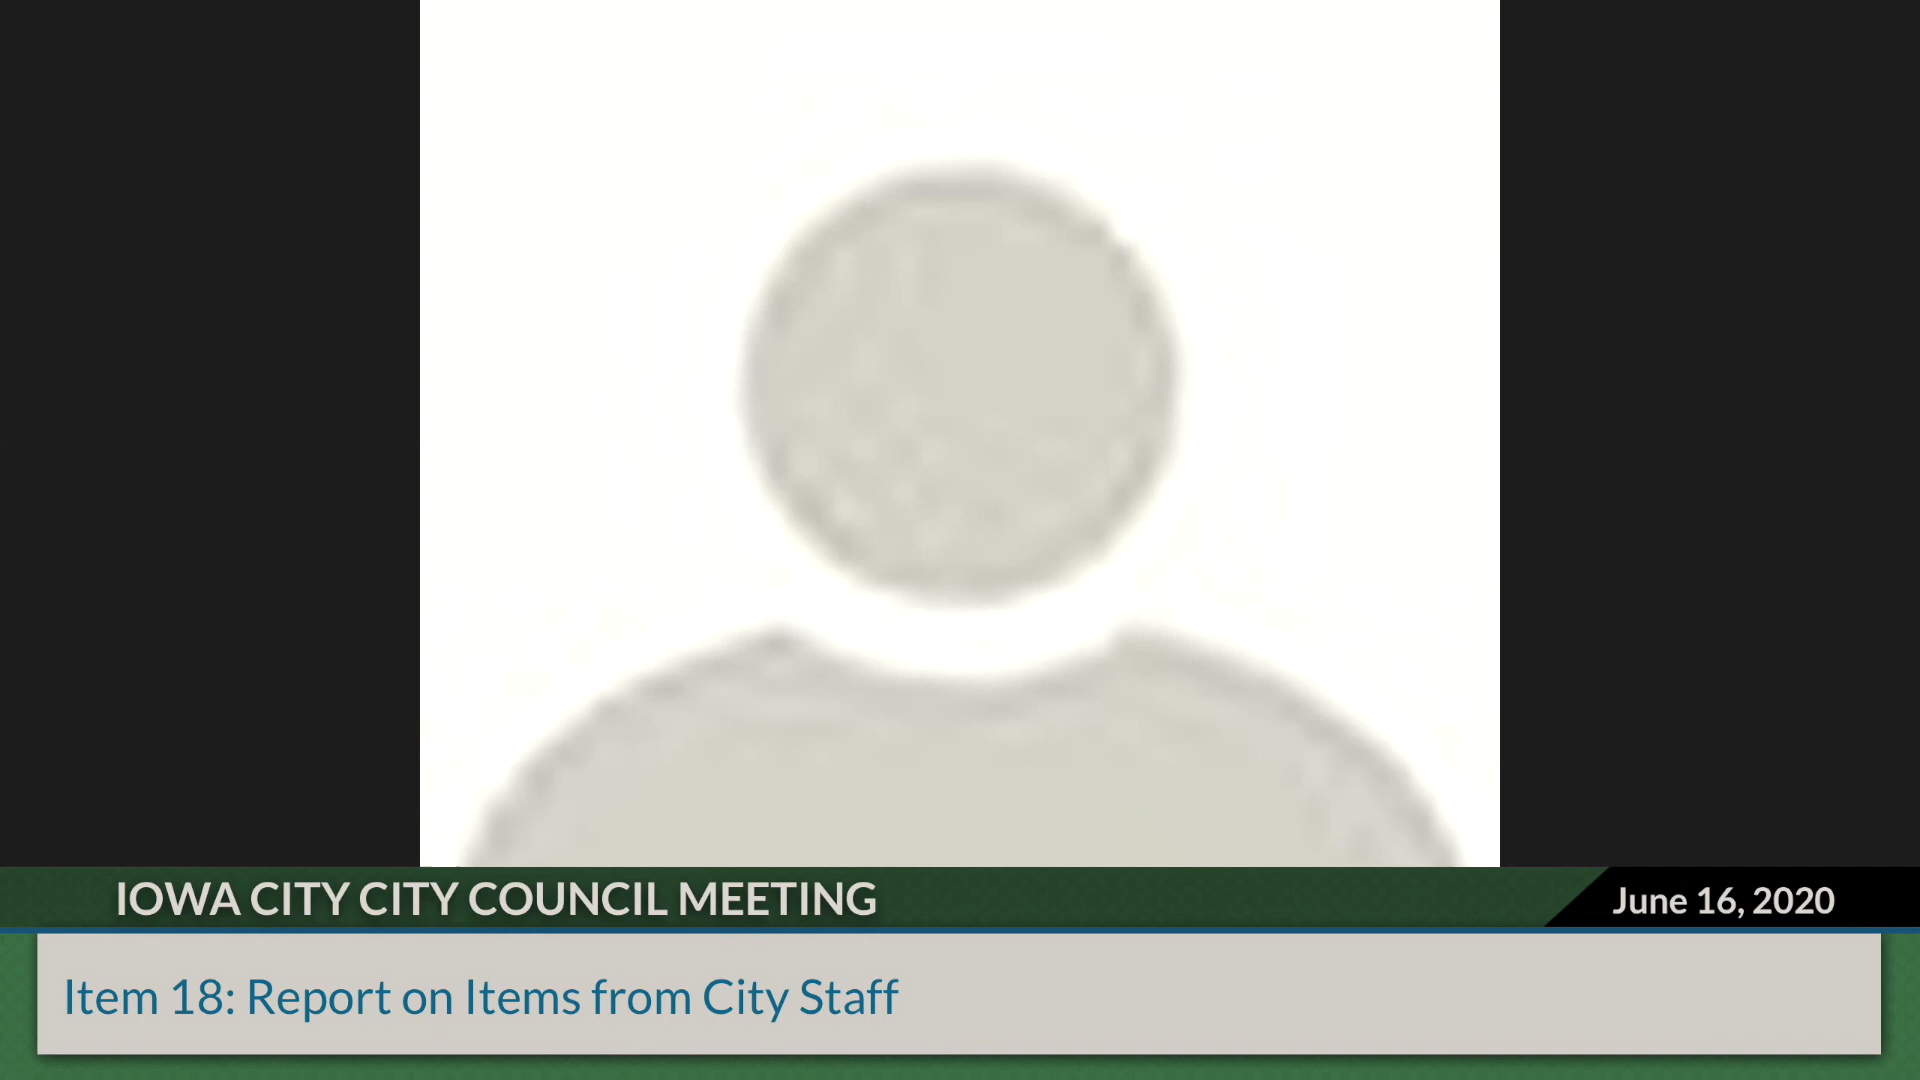 IOWA CITY CITY COUNCIL MEETING
June 16, 2020
Item 18: Report on Items from City Staff